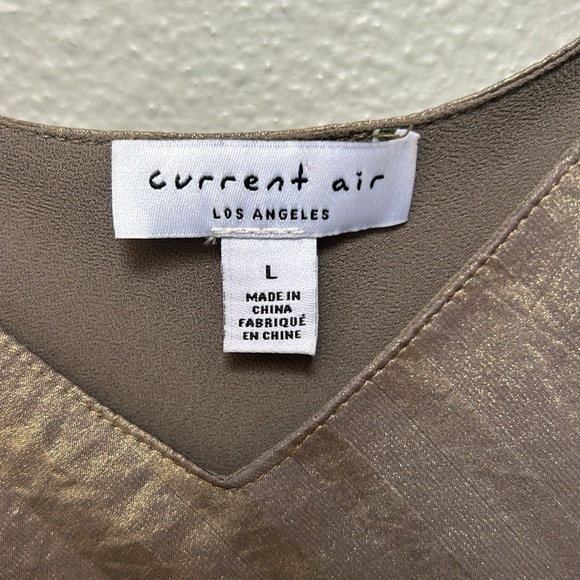 current air
LOS ANGELES
L
MADE IN
CHINA
FABRIQUÉ
EN CHINE